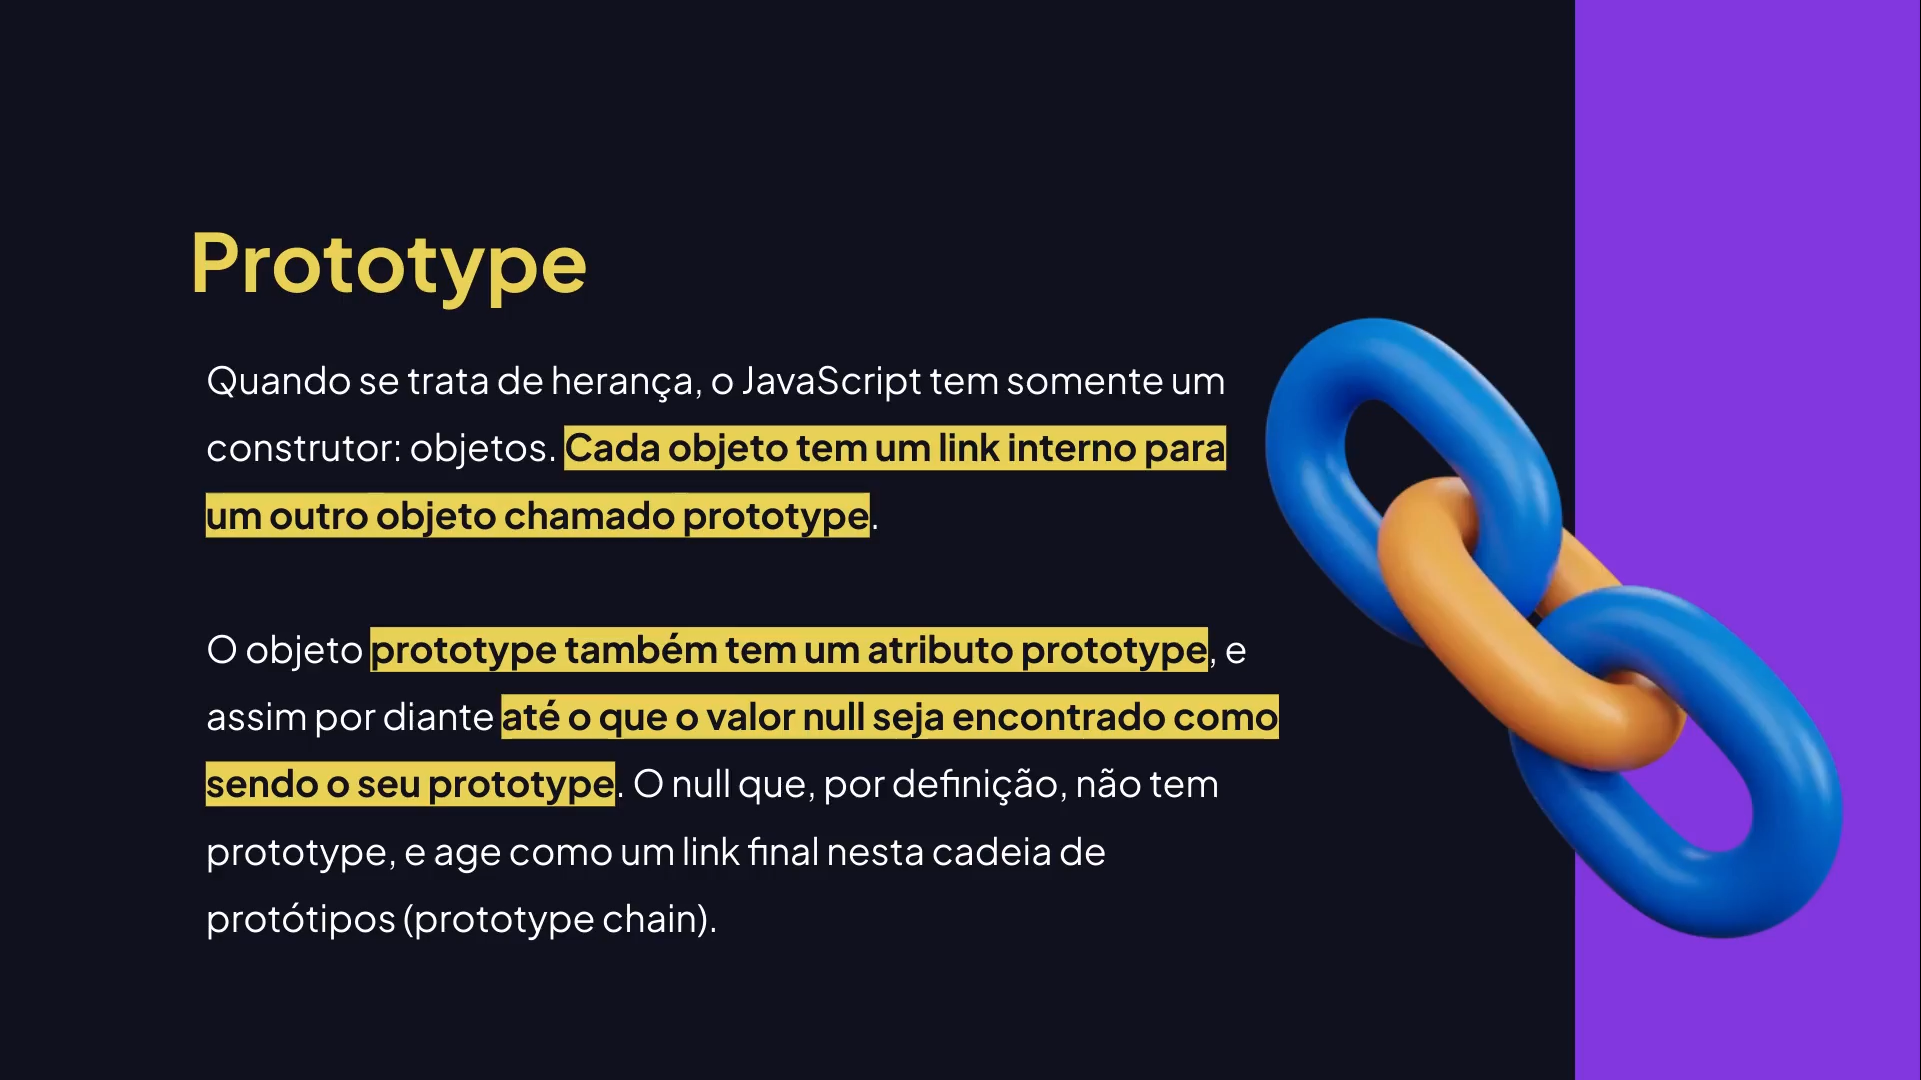 Prototype
Quando se trata de herança, o JavaScript tem somente um
construtor: objetos. Cada objeto tem um link interno para
um outro objeto chamado prototype.
O objeto prototype também tem um atributo prototype, e
assim por diante até o que o valor null seja encontrado como
sendo o seu prototype. O null que, por definição, não tem
prototype, e age como um link final nesta cadeia de
protótipos (prototype chain).